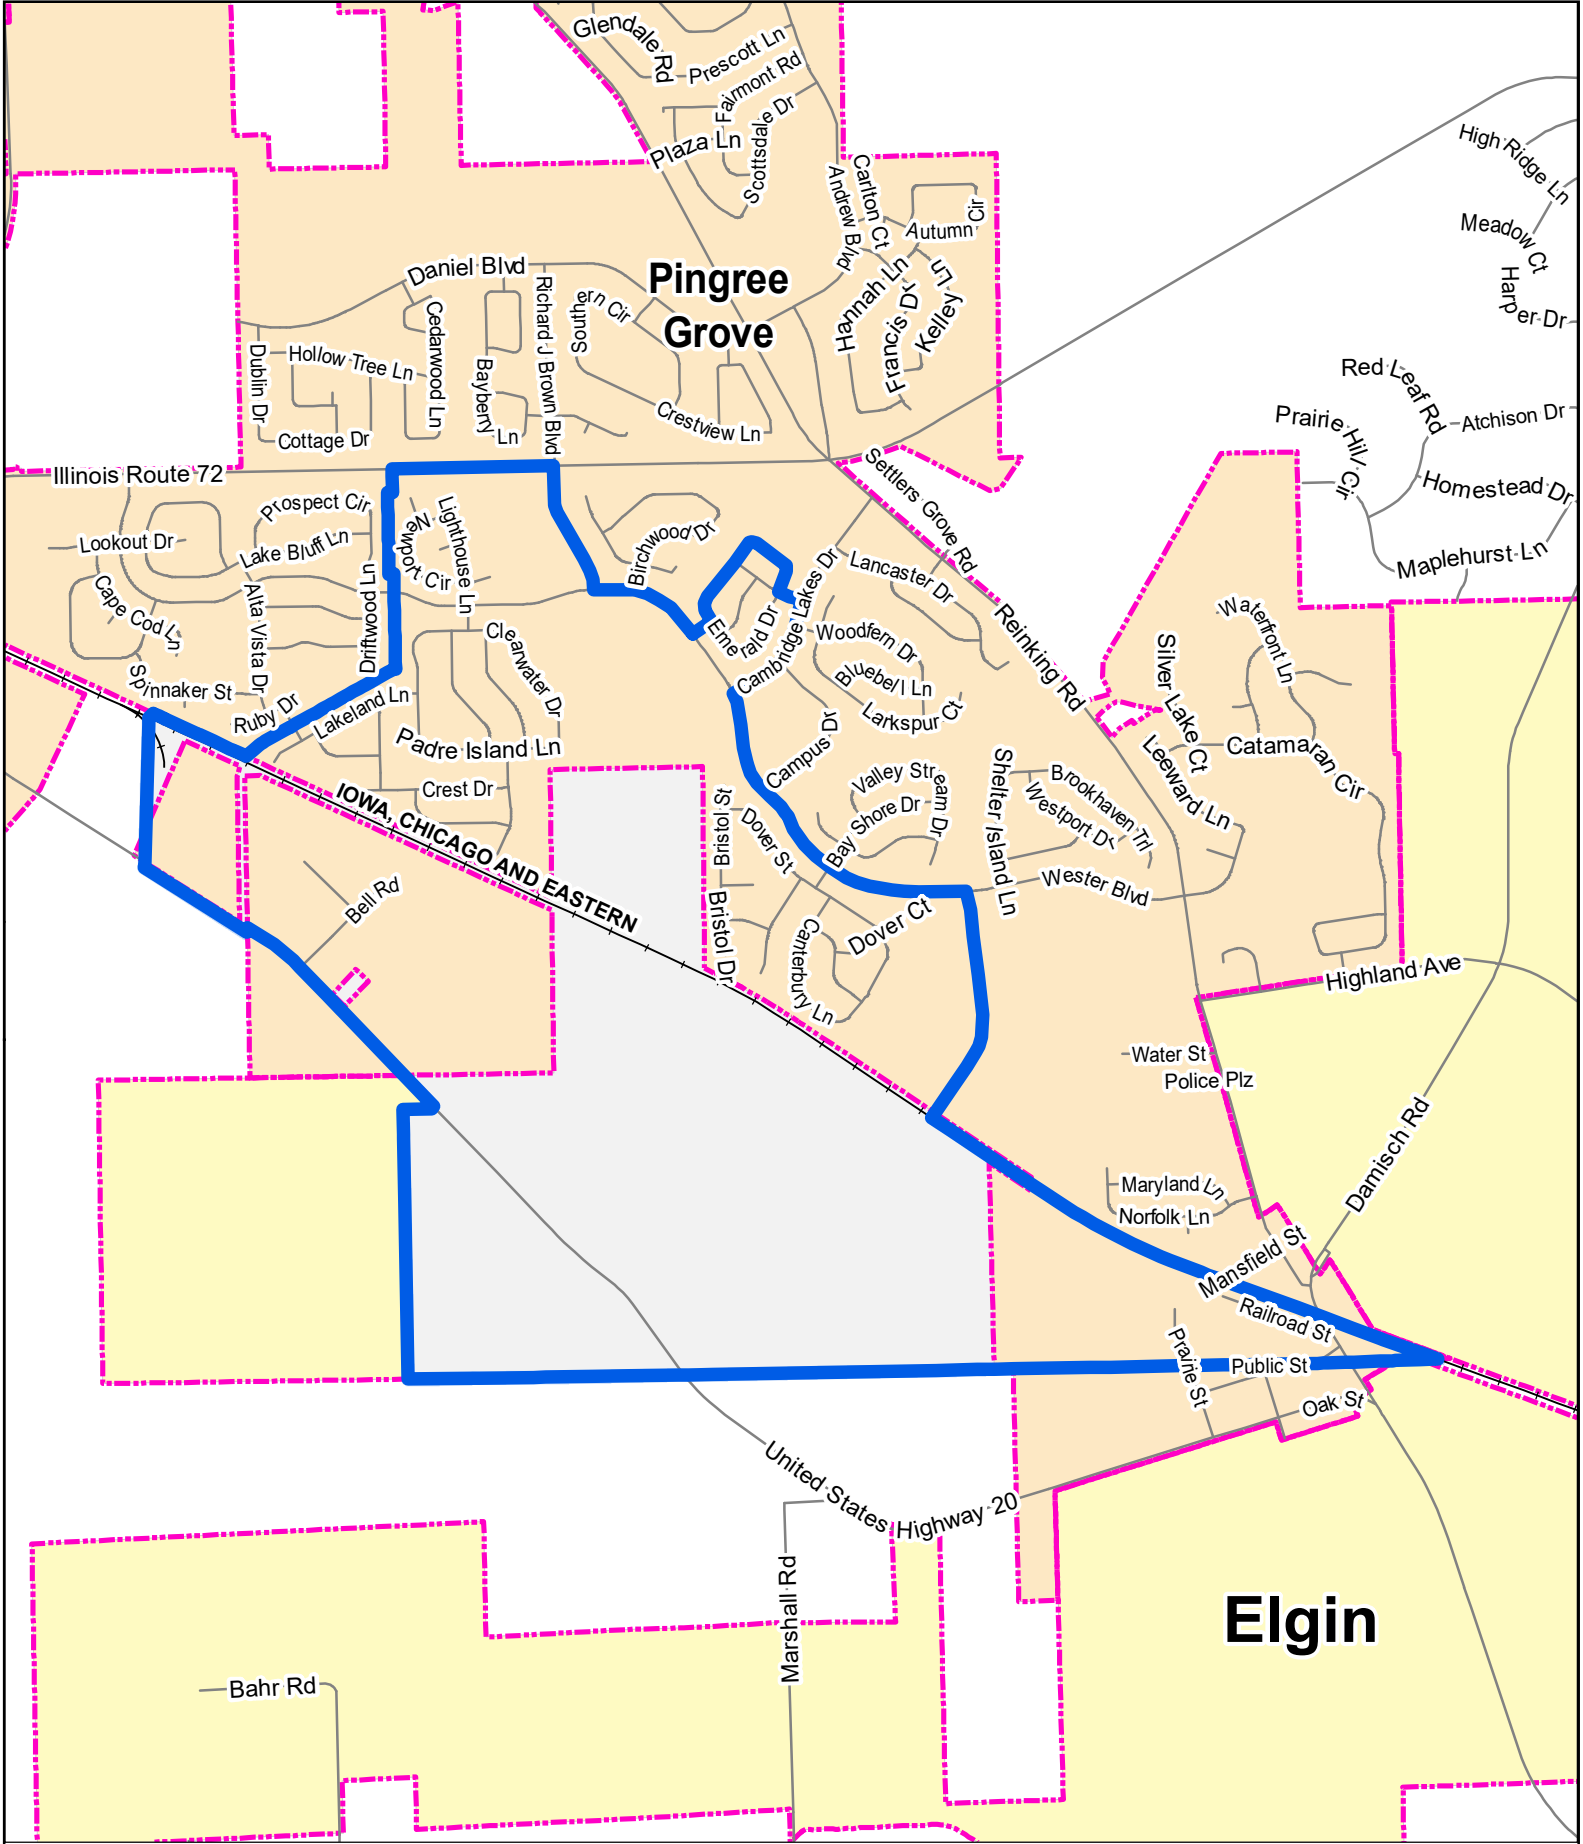 Glendale Rd
Prescott Ln
Fairmont Rd
Scottsdale Dr
Plaza Ln
High Ridge Ln
Carlton Ct
Andrew Blvd
Autumn Cir
Meadow Ct
Harper Dr
Daniel Blvd
Pingree
Grove
Hannah Ln
Kelley Ln
Francis Dr
Richard J Brown Blvd
Southern Cir
Cedarwood Ln
Hollow Tree Ln
Dublin Dr
Bayberry Ln
Cottage Dr
Crestview Ln
Red Leaf Rd
Atchison Dr
Prairie Hill Cir
Homestead Dr
Maplehurst Ln
Illinois Route 72
Settlers Grove Rd
Prospect Cir
Lighthouse Ln
Newport Cir
Lookout Dr
Lake Bluff Ln
Birchwood Dr
Lancaster Dr
Cape Cod Ln
Alta Vista Dr
Driftwood Ln
Emerald Dr
Cambridge Lakes Dr
Reinking Rd
Waterfront Ln
Clearwater Dr
Woodfern Dr
Bluebell Ln
Larkspur Ct
Silver Lake Ct
Spinnaker St
Ruby Dr
Lakeland Ln
Padre Island Ln
Campus Dr
Catamaran Cir
Leeward Ln
Crest Dr
Valley Stream Dr
Bay Shore Dr
Shelter Island Ln
Brookhaven Trl
Westport Dr
IOWA, CHICAGO AND EASTERN
Bristol St
Dover St
Bell Rd
Wester Blvd
Bristol Dr
Dover Ct
Canterbury Ln
Highland Ave
Water St
Police Plz
Damisch Rd
Maryland Ln
Norfolk Ln
Mansfield St
Railroad St
Prairie St
Public St
Oak St
United States Highway 20
Marshall Rd
Elgin
Bahr Rd